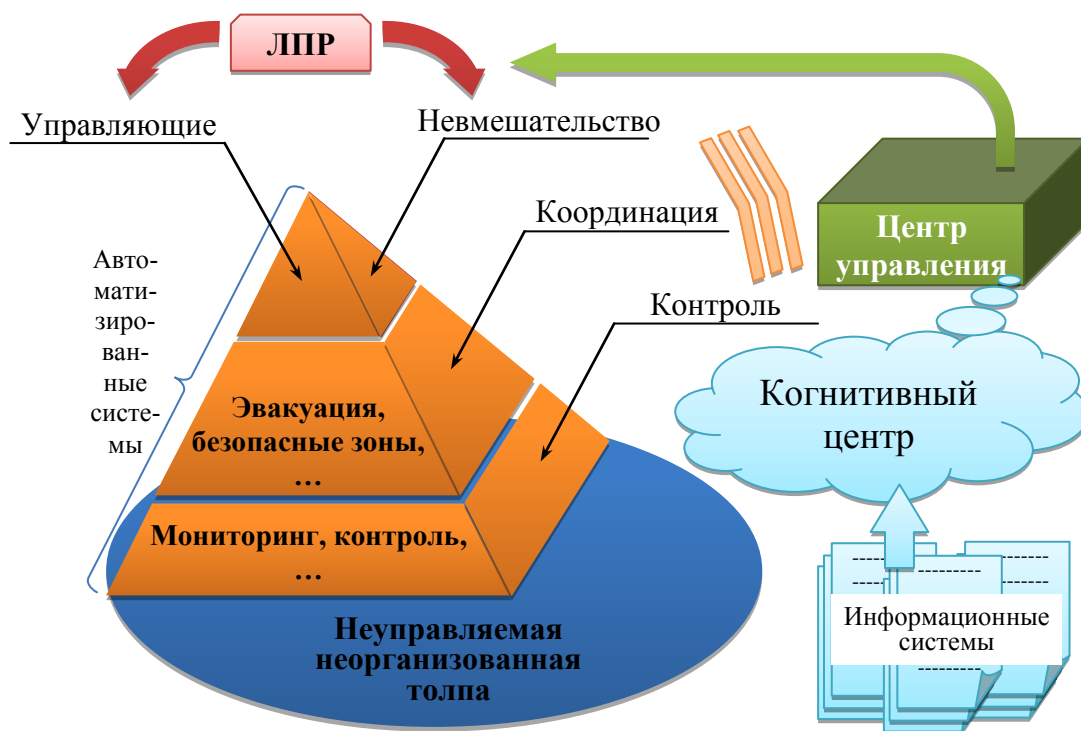 ЛПР
Управляющие
Невмешательство
Координация
Контроль
Центр
управления
Авто-
мати-
зиро-
ван-
ные
систе-
мы
Эвакуация,
безопасные зоны,
…
Мониторинг, контроль,
…
Неуправляемая
неорганизованная
толпа
Когнитивный
центр
Информационные
системы